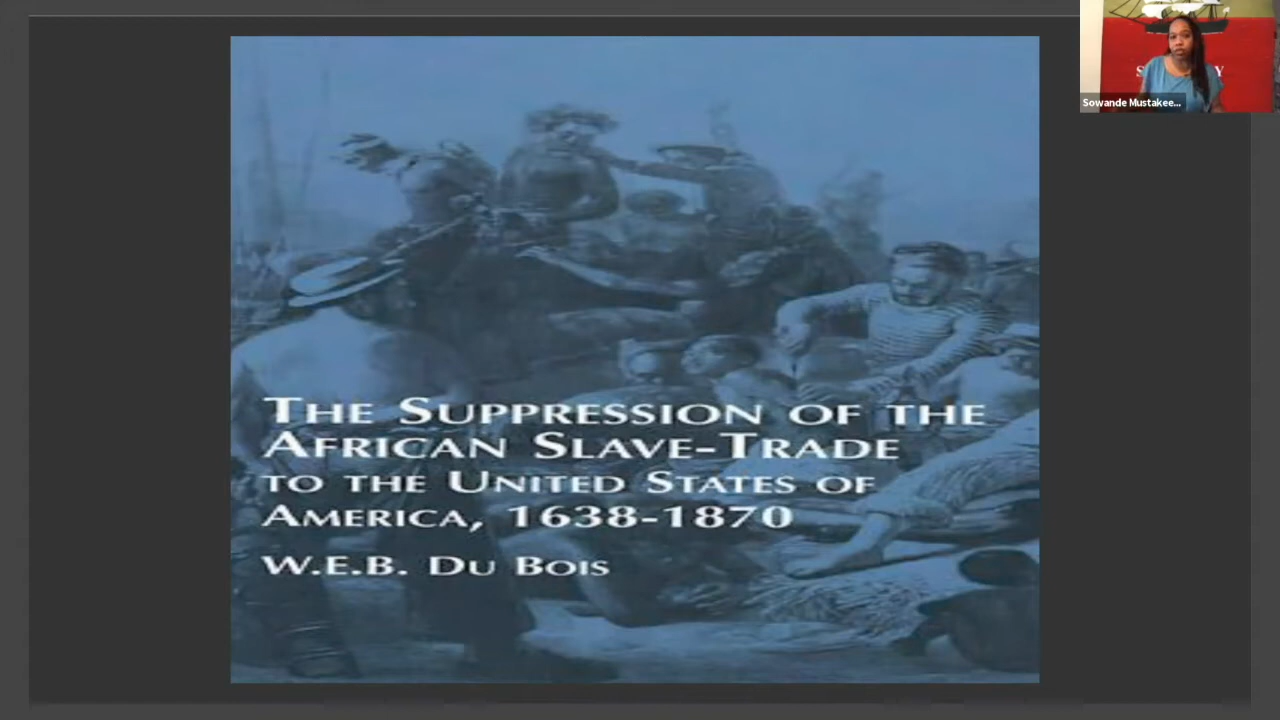 THE SUPPRESSION OF THE
AFRICAN SLAVE-TRADE
TO THE UNITED STATES OF
AMERICA, 1638-1870
W.E.B. DU BOIS
Sowande Mustakee...